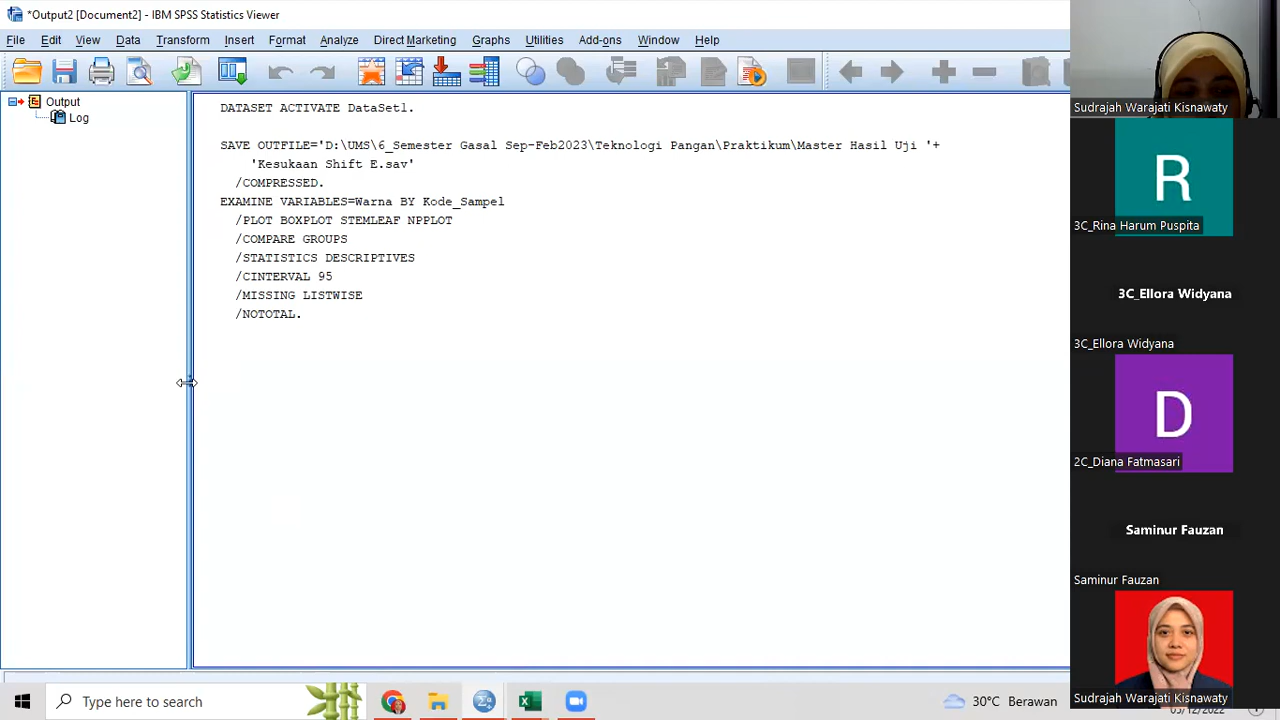 *Output2 [Document2] - IBM SPSS Statistics Viewer
File Edit View Data Transform Insert Format Analyze Direct Marketing Graphs Utilities Add-ons Window Help
Output
Log
DATASET ACTIVATE DataSet1.
SAVE OUTFILE='D:\UMS\6_Semester Gasal Sep-Feb2023\Teknologi Pangan\Praktikum\Master Hasil Uji '+
'Kesukaan Shift E.sav'
/COMPRESSED.
EXAMINE VARIABLES=Warna BY Kode_Sampel
/PLOT BOXPLOT STEMLEAF NPPLOT
/COMPARE GROUPS
/STATISTICS DESCRIPTIVES
/CINTERVAL 95
/MISSING LISTWISE
/NOTOTAL.
Sudrajah Warajati Kisnawaty
R
3C_Rina Harum Puspita
3C_Ellora Widyana
3C_Ellora Widyana
D
2C_Diana Fatmasari
Saminur Fauzan
Saminur Fauzan
Sudrajah Warajati Kisnawaty
Type here to search
30°C Berawan
05/12/2022